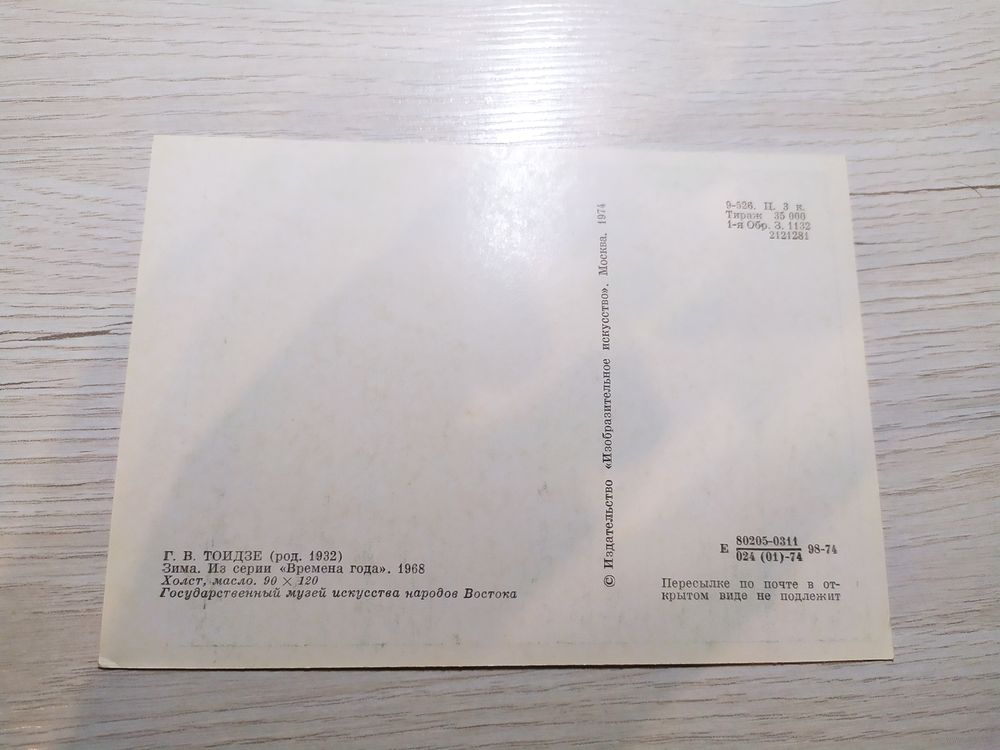 Г. В. ТОИДЗЕ (род. 1932)
Зима. Из серии «Времена года». 1968
Холст, масло. 90 × 120
Государственный музей искусства народов Востока
© Издательство «Изобразительное искусство». Москва. 1974
9-526. Ц. 3 к.
Тираж 35 000
1-я Обр. З. 1132
2121281
Е 80205-0311 98-74
024 (01)-74
Пересылке по почте в от-
крытом виде не подлежит